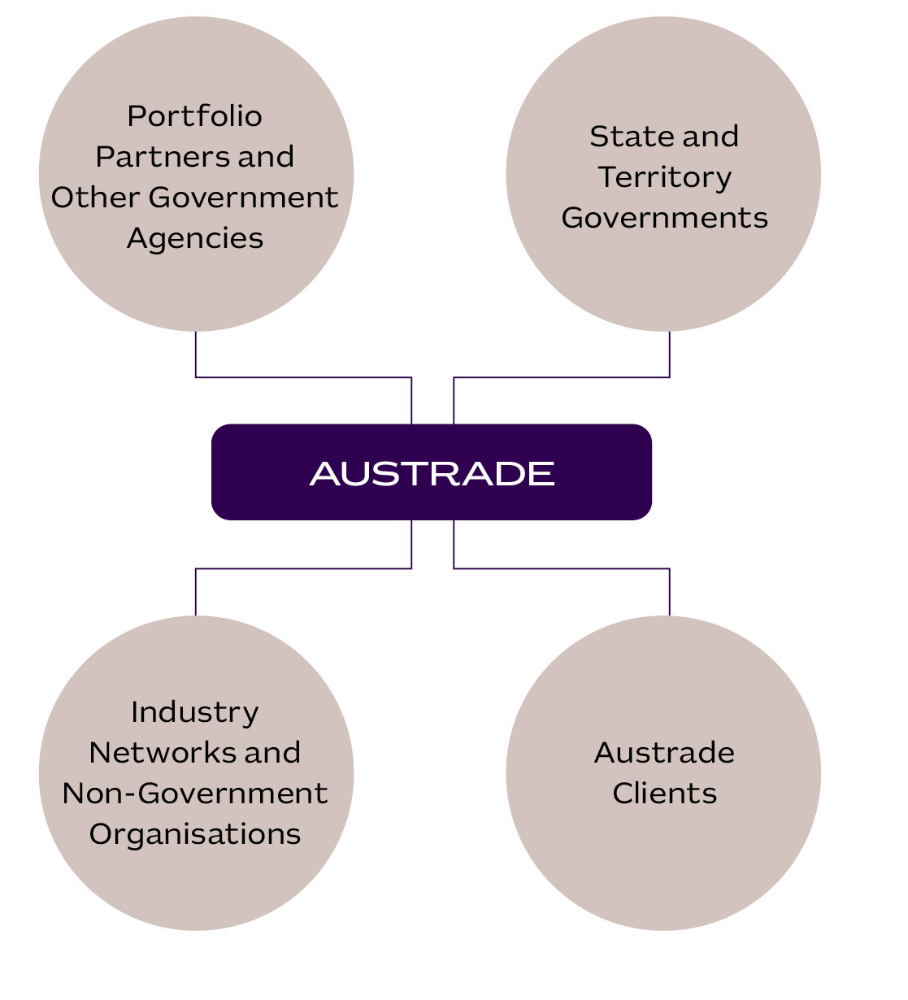 Portfolio
Partners and
Other Government
Agencies
State and
Territory
Governments
AUSTRADE
Industry
Networks and
Non-Government
Organisations
Austrade
Clients